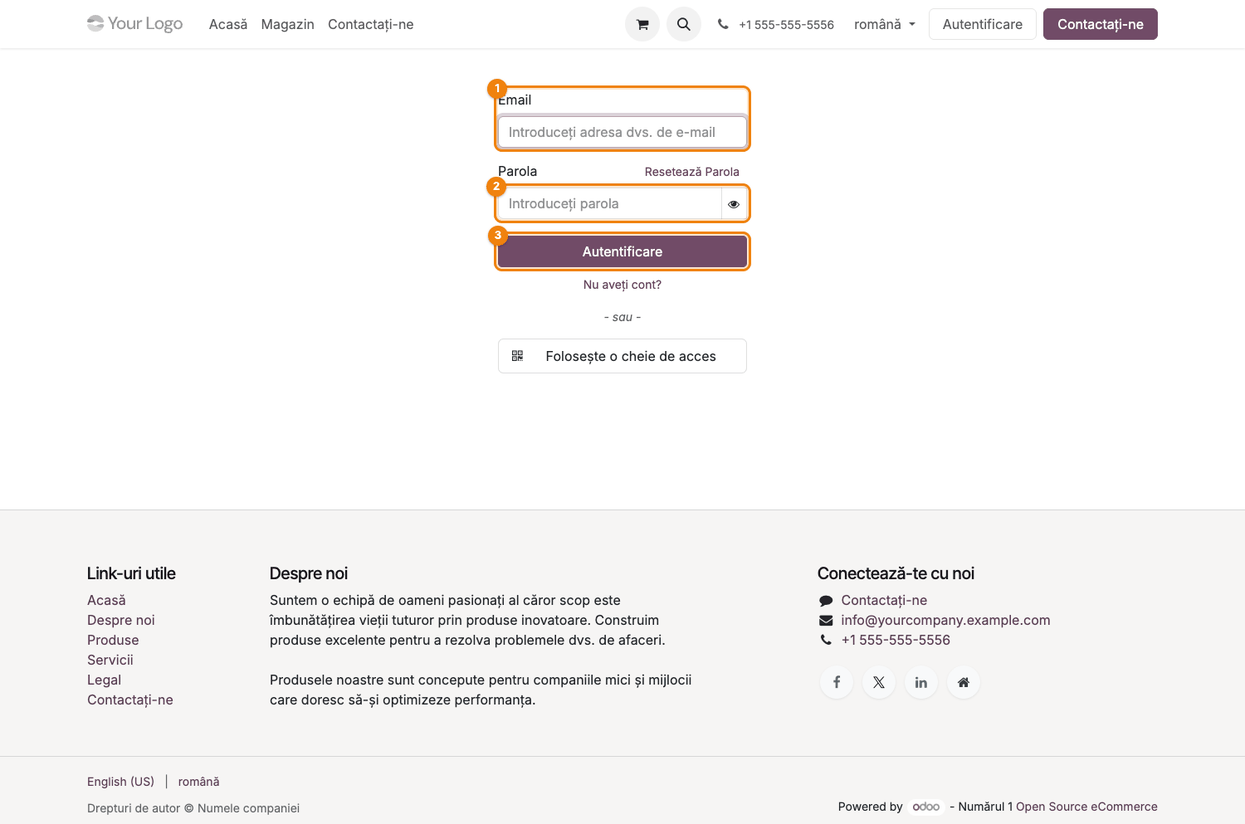 Your Logo Acasă Magazin Contactați-ne +1 555-555-5556 română Autentificare Contactați-ne
1
Email
Introduceți adresa dvs. de e-mail
Parola Resetează Parola
2
Introduceți parola
3
Autentificare
Nu aveți cont?
- sau -
Folosește o cheie de acces
Link-uri utile
Acasă
Despre noi
Produse
Servicii
Legal
Contactați-ne
Despre noi
Suntem o echipă de oameni pasionați al căror scop este
îmbunătățirea vieții tuturor prin produse inovatoare. Construim
produse excelente pentru a rezolva problemele dvs. de afaceri.
Produsele noastre sunt concepute pentru companiile mici și mijlocii
care doresc să-și optimizeze performanța.
Conectează-te cu noi
Contactați-ne
info@yourcompany.example.com
+1 555-555-5556
English (US) | română
Drepturi de autor © Numele companiei
Powered by odoo - Numărul 1 Open Source eCommerce